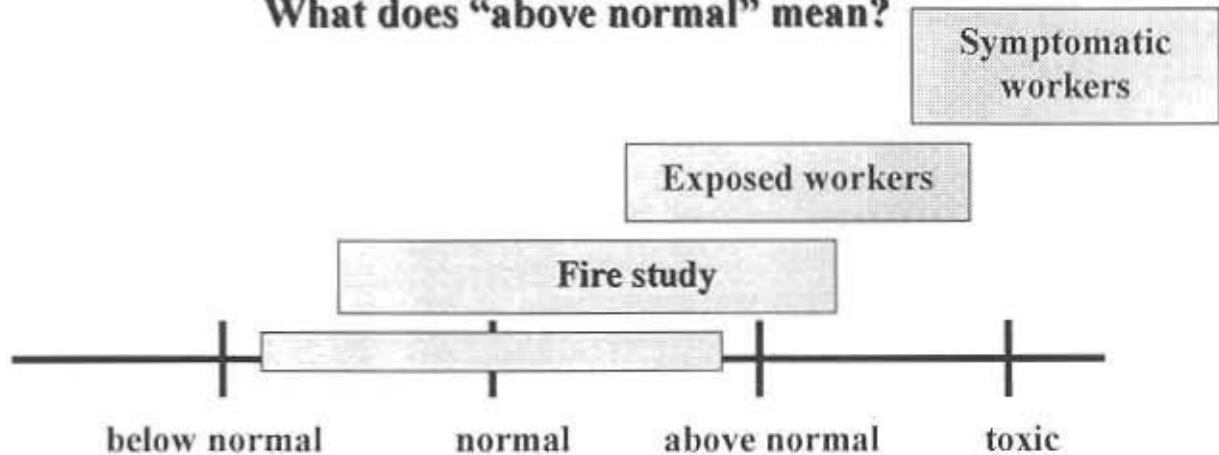 What does “above normal” mean?
Symptomatic
workers
Exposed workers
Fire study
below normal
normal
above normal
toxic